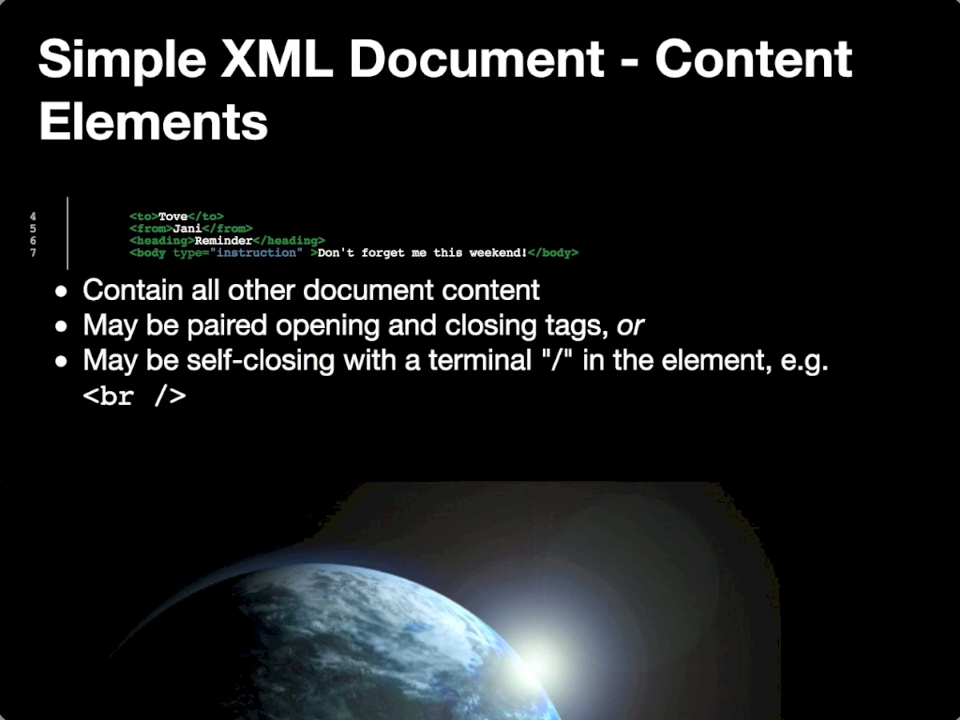 Simple XML Document - Content
Elements
4 <to>Tove</to>
5 <from>Jani</from>
6 <heading>Reminder</heading>
7 <body type="instruction" >Don't forget me this weekend!</body>
• Contain all other document content
• May be paired opening and closing tags, or
• May be self-closing with a terminal "/" in the element, e.g.
<br />